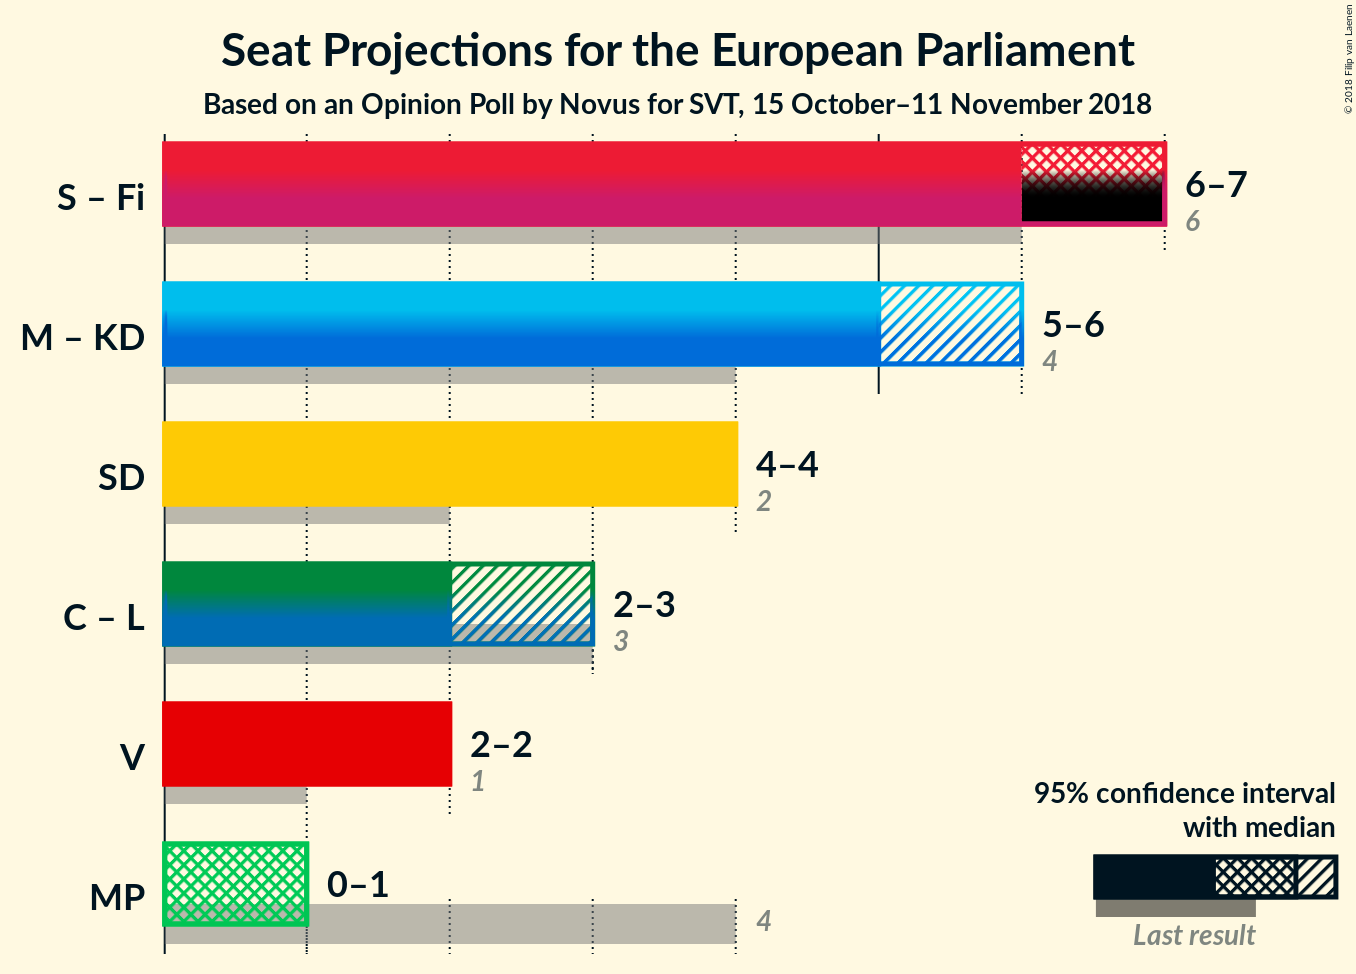 Seat Projections for the European Parliament
Based on an Opinion Poll by Novus for SVT, 15 October–11 November 2018
© 2018 Filip van Laenen
S – Fi
6–7
6
M – KD
5–6
4
SD
4–4
2
C – L
2–3
3
V
2–2
1
MP
0–1
4
95% confidence interval
with median
Last result